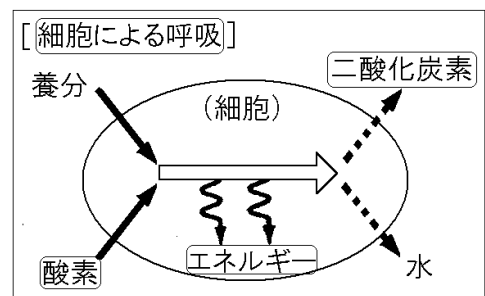 [細胞による呼吸]
養分
(細胞)
二酸化炭素
酸素
エネルギー
水